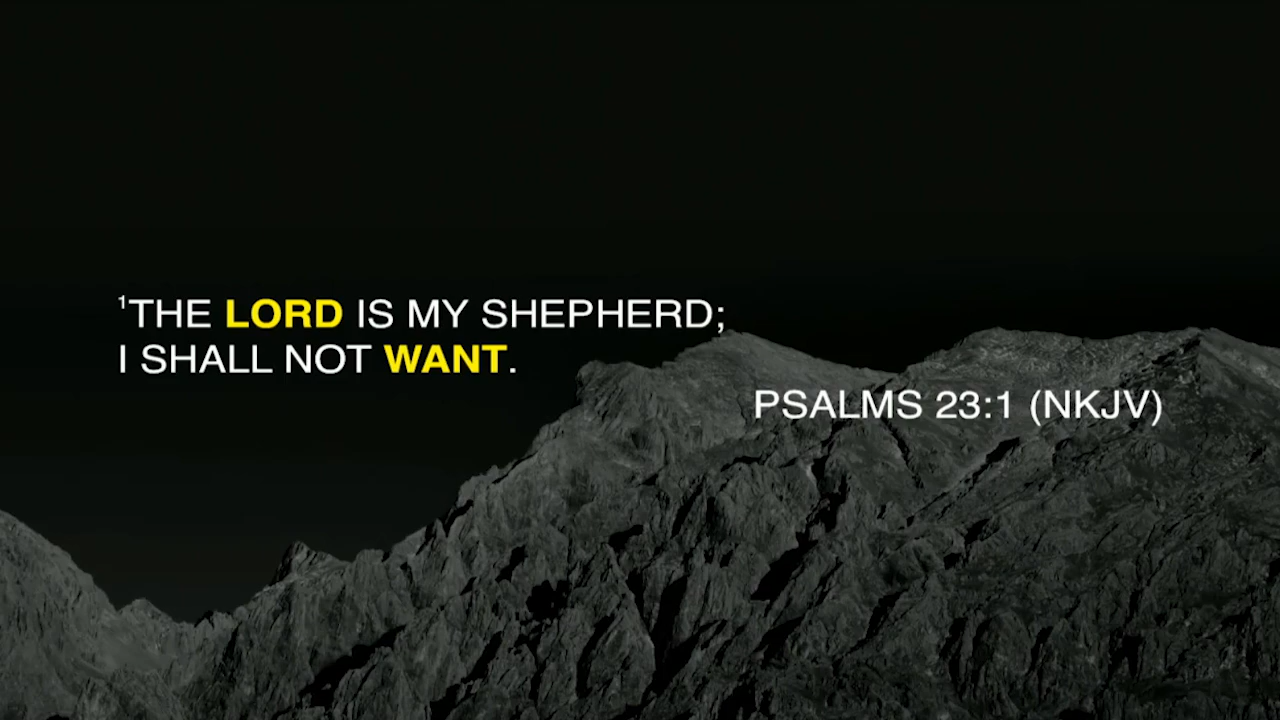 ¹THE LORD IS MY SHEPHERD;
I SHALL NOT WANT.
PSALMS 23:1 (NKJV)